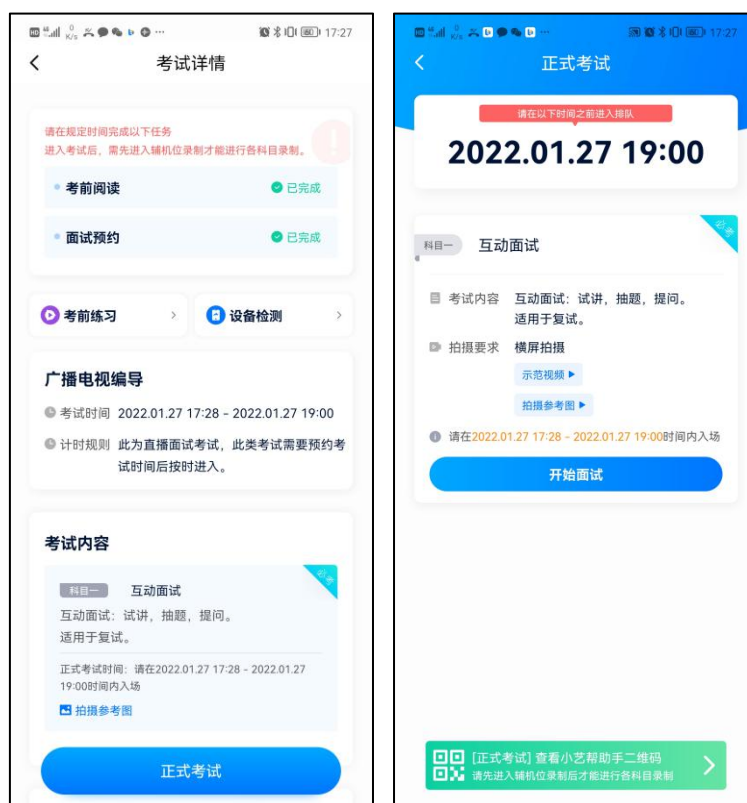 17:27
考试详情
请在规定时间完成以下任务
进入考试后，需先进入辅机位录制才能进行各科目录制。
考前阅读
已完成
面试预约
已完成
考前练习
设备检测
广播电视编导
考试时间 2022.01.27 17:28 - 2022.01.27 19:00
计时规则 此为直播面试考试，此类考试需要预约考
试时间后按时进入。
考试内容
必考
科目一 互动面试
互动面试：试讲，抽题，提问。
适用于复试。
正式考试时间：请在2022.01.27 17:28 - 2022.01.27
19:00时间内入场
拍摄参考图
正式考试
17:27
正式考试
请在以下时间之前进入排队
2022.01.27 19:00
必考
科目一 互动面试
考试内容 互动面试：试讲，抽题，提问。
适用于复试。
拍摄要求 横屏拍摄
示范视频
拍摄参考图
请在2022.01.27 17:28 - 2022.01.27 19:00时间内入场
开始面试
[正式考试] 查看小艺帮助手二维码
请先进入辅机位录制后才能进行各科目录制